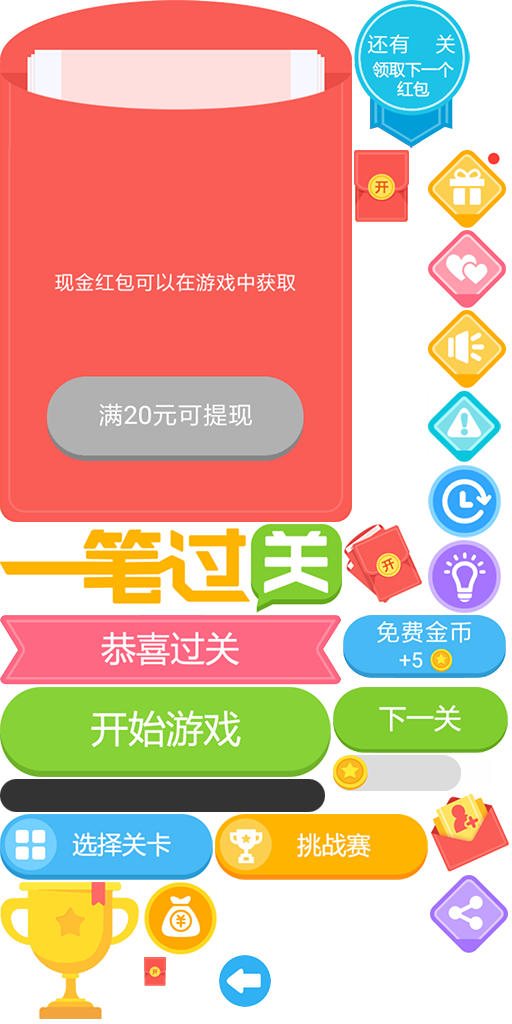 还有 关
领取下一个
红包
开
现金红包可以在游戏中获取
满20元可提现
一笔过关
开
恭喜过关
免费金币
+5
开始游戏
下一关
选择关卡
挑战赛
¥
开